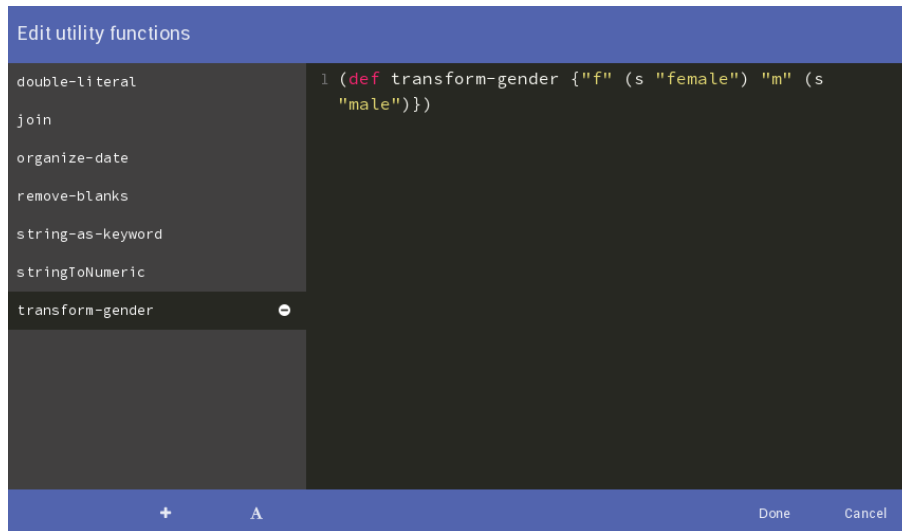 Edit utility functions
double-literal
join
organize-date
remove-blanks
string-as-keyword
stringToNumeric
transform-gender
1 (def transform-gender {"f" (s "female") "m" (s
"male")})
A
Done
Cancel